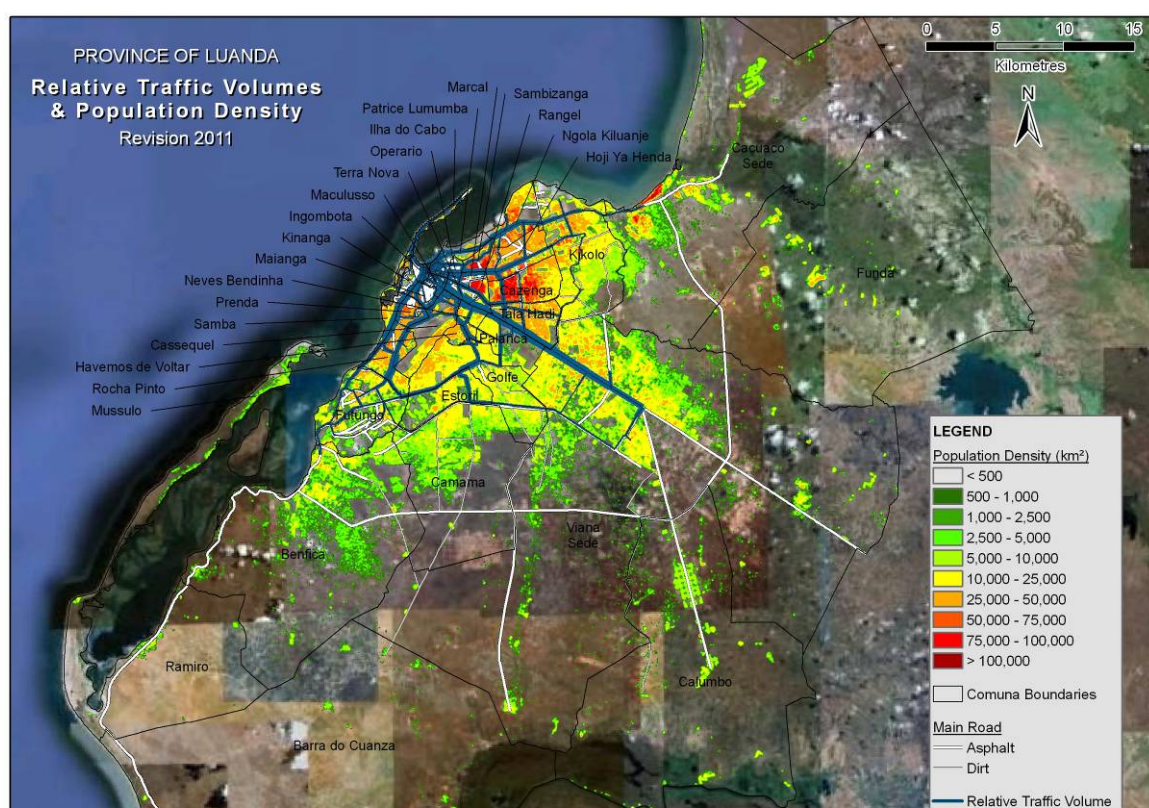 PROVINCE OF LUANDA
Relative Traffic Volumes
& Population Density
Revision 2011
0 5 10 15
Kilometres
N
Marcal
Sambizanga
Patrice Lumumba
Rangel
Ilha do Cabo
Ngola Kiluanje
Operario
Hoji Ya Henda
Terra Nova
Maculusso
Ingombota
Kinanga
Maianga
Neves Bendinha
Prenda
Samba
Cassequel
Havemos de Voltar
Rocha Pinto
Mussulo
Cacuaco
Sede
Kikolo
Funda
Cazenga
Tala Hadi
Palanca
Golfe
Estoril
Futungo
Camama
Viana
Sede
Benfica
Ramiro
Calumbo
Barra do Cuanza
LEGEND
Population Density (km²)
< 500
500 - 1,000
1,000 - 2,500
2,500 - 5,000
5,000 - 10,000
10,000 - 25,000
25,000 - 50,000
50,000 - 75,000
75,000 - 100,000
> 100,000
Comuna Boundaries
Main Road
Asphalt
Dirt
Relative Traffic Volume